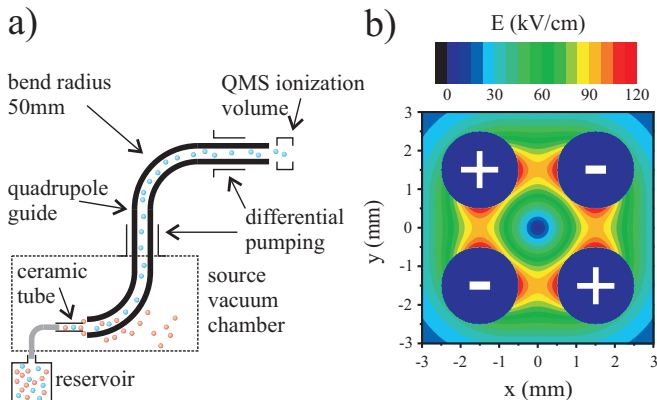 a)
bend radius
50mm
QMS ionization
volume
quadrupole
guide
differential
pumping
ceramic
tube
source
vacuum
chamber
reservoir
b)
E (kV/cm)
0 30 60 90 120
3
2
1
0
-1
-2
-3
y (mm)
+ -
- +
-3 -2 -1 0 1 2 3
x (mm)